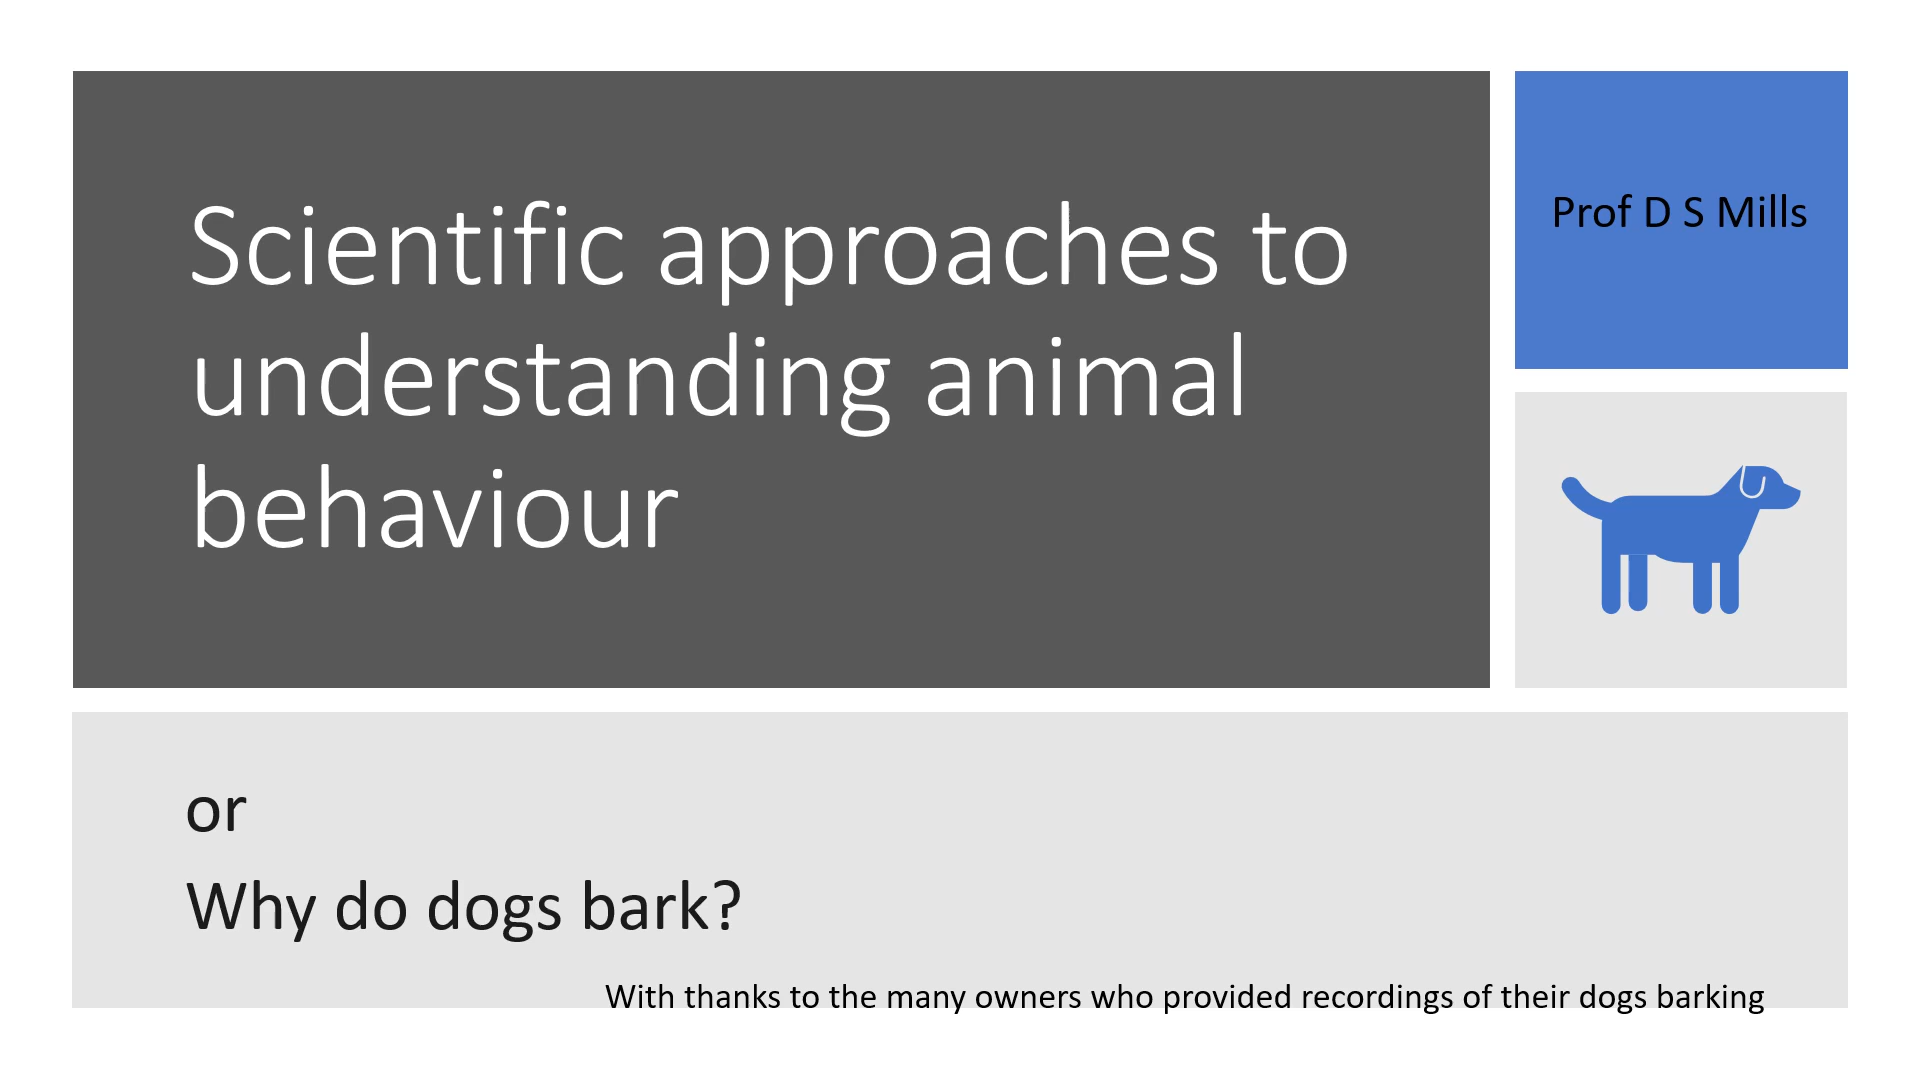 Scientific approaches to
understanding animal
behaviour
Prof D S Mills
or
Why do dogs bark?
With thanks to the many owners who provided recordings of their dogs barking